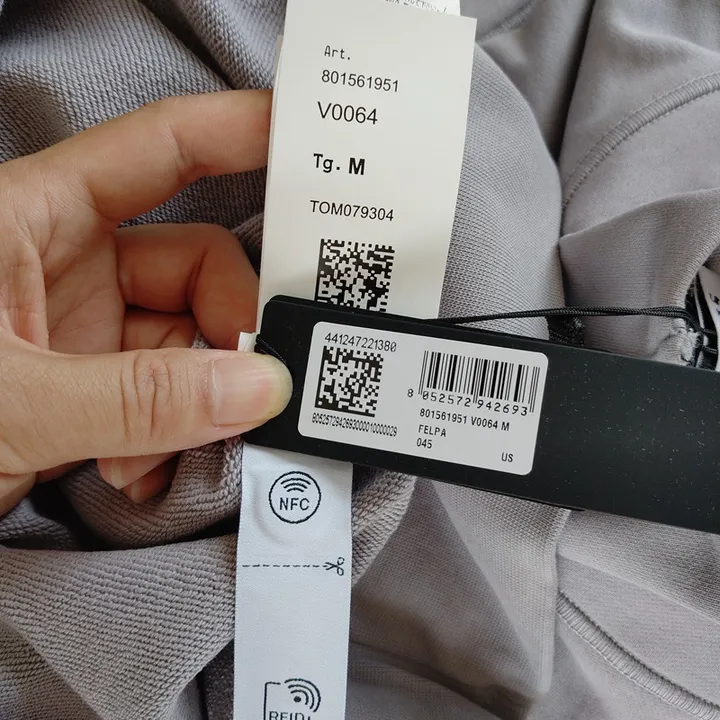 Art.
801561951
V0064
Tg. M
TOM079304
441247221380
8 052572 942693
801561951 V0064 M
FELPA
045
US
NFC
RFID